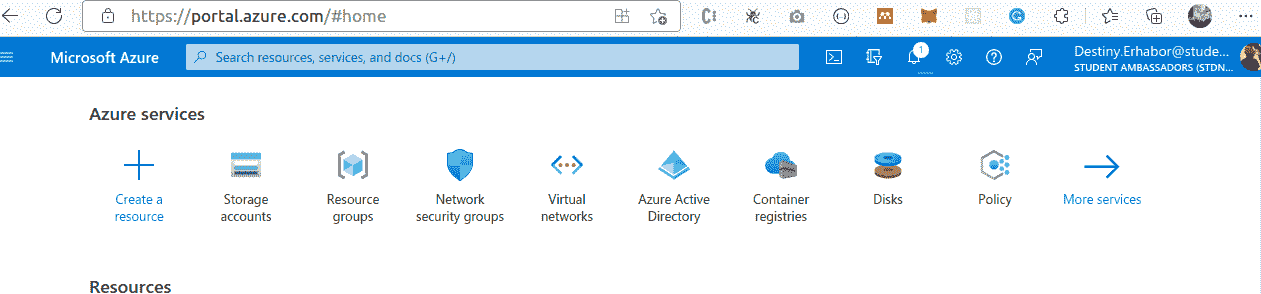 https://portal.azure.com/#home
Microsoft Azure
Search resources, services, and docs (G+/)
1
Destiny.Erhabor@stude...
STUDENT AMBASSADORS (STDN...
Azure services
Create a
resource
Storage
accounts
Resource
groups
Network
security groups
Virtual
networks
Azure Active
Directory
Container
registries
Disks
Policy
More services
Resources